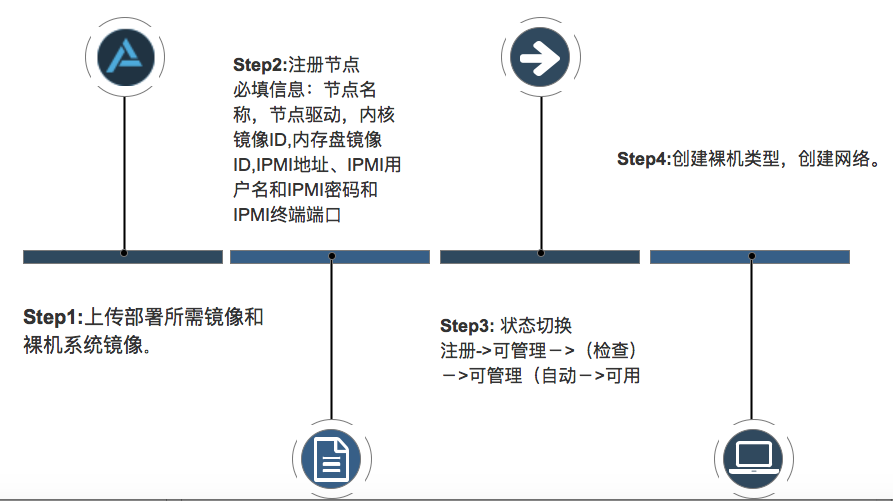 Step1:上传部署所需镜像和
裸机系统镜像。
Step2:注册节点
必填信息：节点名
称，节点驱动，内核
镜像ID,内存盘镜像
ID,IPMI地址、IPMI用
户名和IPMI密码和
IPMI终端端口
Step3: 状态切换
注册->可管理－>（检查）
－>可管理（自动－>可用
Step4:创建裸机类型，创建网络。